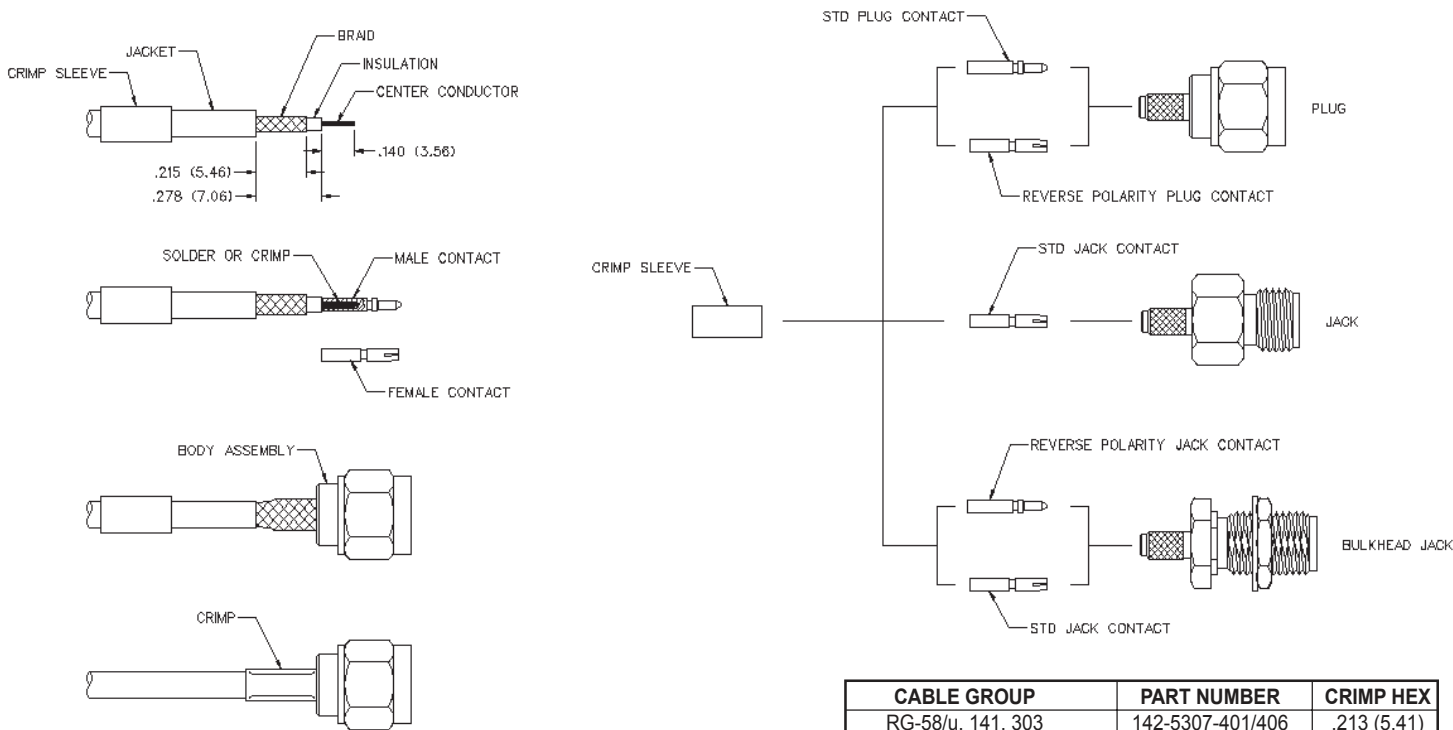 BRAID
JACKET
INSULATION
CRIMP SLEEVE
CENTER CONDUCTOR
.140 (3.56)
.215 (5.46)
.278 (7.06)
SOLDER OR CRIMP
MALE CONTACT
FEMALE CONTACT
BODY ASSEMBLY
CRIMP
STD PLUG CONTACT
PLUG
REVERSE POLARITY PLUG CONTACT
STD JACK CONTACT
CRIMP SLEEVE
JACK
REVERSE POLARITY JACK CONTACT
BULKHEAD JACK
STD JACK CONTACT
CABLE GROUP PART NUMBER CRIMP HEX
RG-58/u, 141, 303 142-5307-401/406 .213 (5.41)